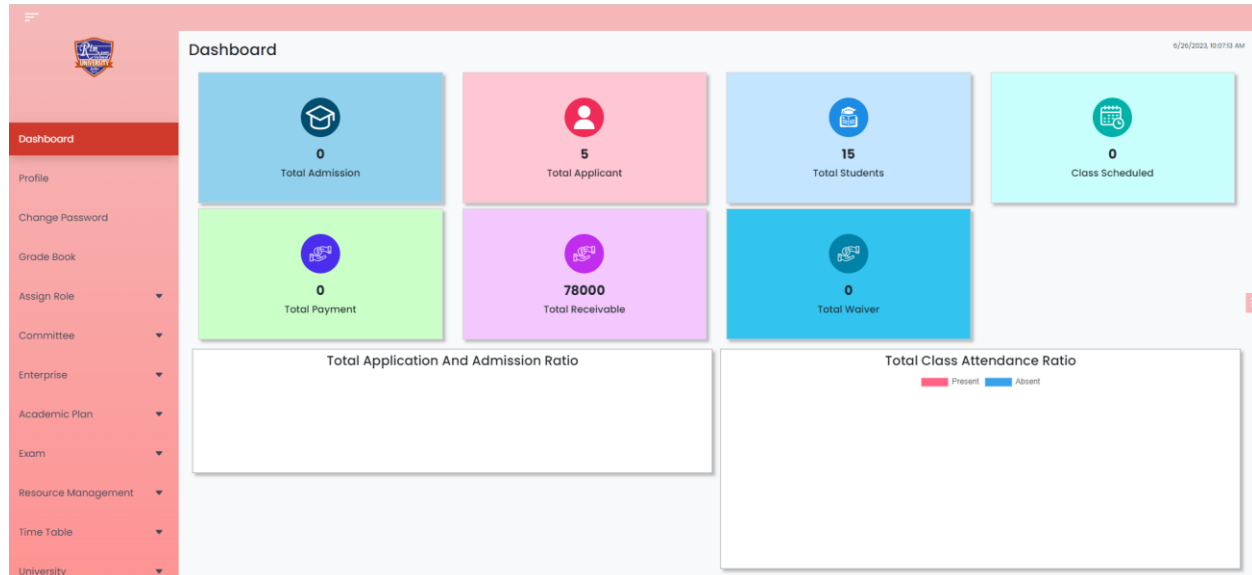 UNIVERSITY
Dashboard
Profile
Change Password
Grade Book
Assign Role
Committee
Enterprise
Academic Plan
Exam
Resource Management
Time Table
University
Dashboard
6/26/2023, 10:07:13 AM
0
Total Admission
5
Total Applicant
15
Total Students
0
Class Scheduled
0
Total Payment
78000
Total Receivable
0
Total Waiver
Total Application And Admission Ratio
Total Class Attendance Ratio
Present Absent